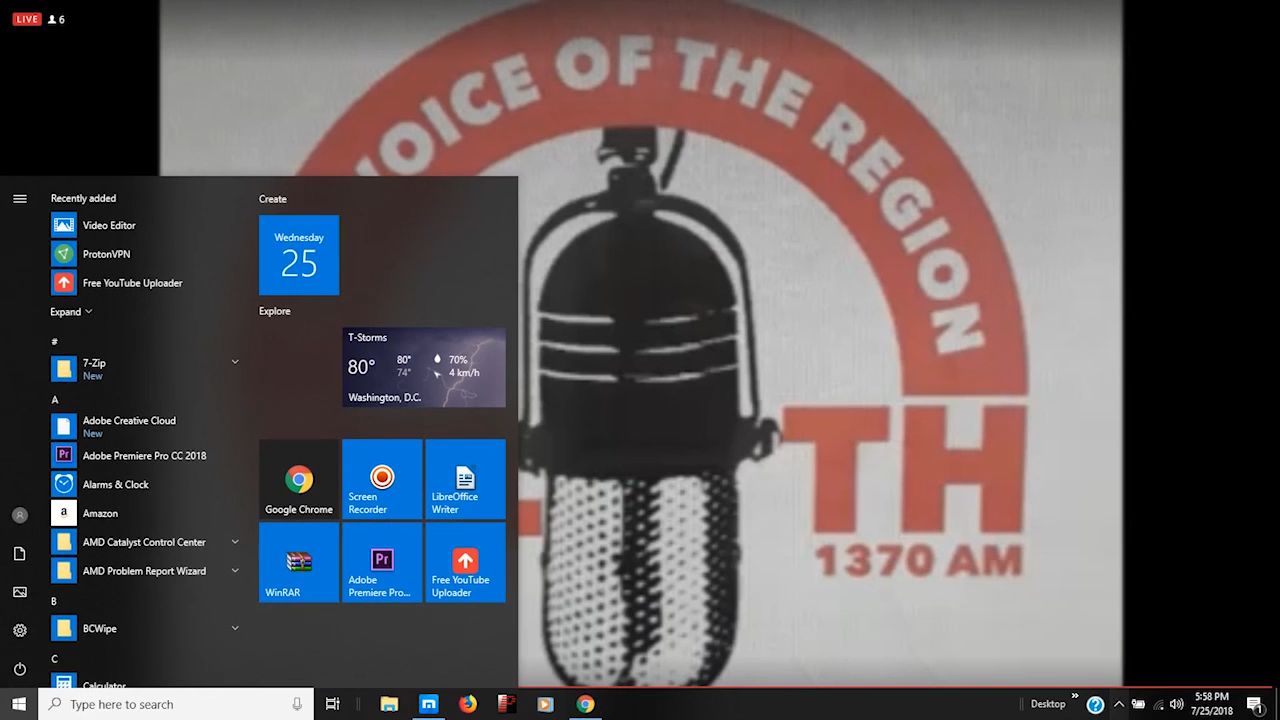 LIVE 6
VOICE OF THE REGION
TH
1370 AM
Recently added
Video Editor
ProtonVPN
Free YouTube Uploader
Expand
#
7-Zip
New
A
Adobe Creative Cloud
New
Pr
Adobe Premiere Pro CC 2018
Alarms & Clock
a
Amazon
AMD Catalyst Control Center
AMD Problem Report Wizard
B
BCWipe
C
Calculator
Create
Wednesday
25
Explore
T-Storms
80° 80° 70%
74° 4 km/h
Washington, D.C.
Google Chrome
Screen
Recorder
LibreOffice
Writer
WinRAR
Pr
Adobe
Premiere Pro...
Free YouTube
Uploader
Type here to search
Desktop
5:58 PM
7/25/2018
1